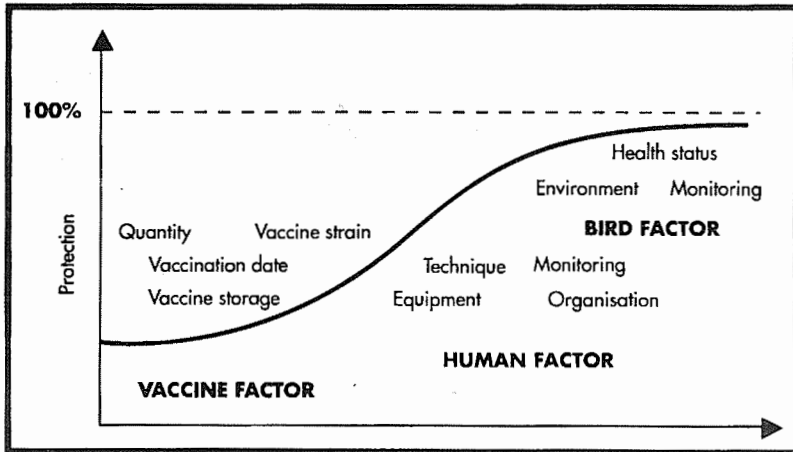 100%
Protection
Health status
Environment Monitoring
BIRD FACTOR
Quantity Vaccine strain
Vaccination date
Technique Monitoring
Vaccine storage
Equipment Organisation
HUMAN FACTOR
VACCINE FACTOR